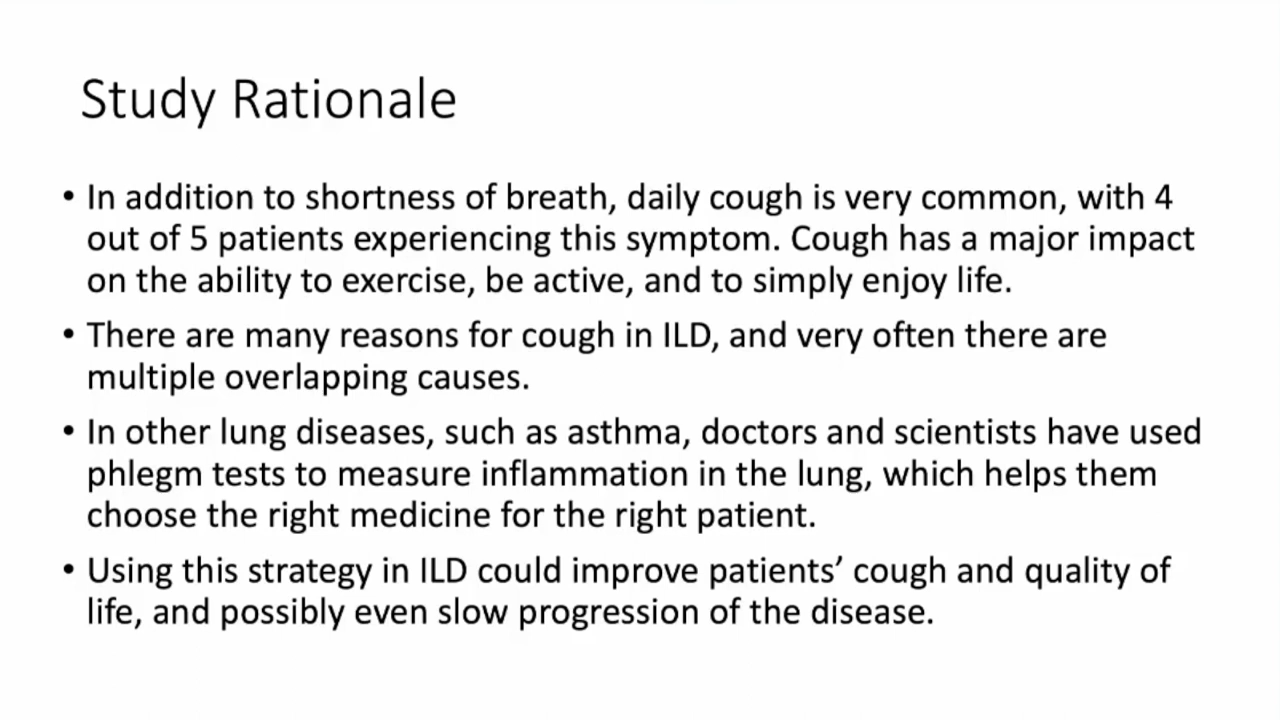 Study Rationale
• In addition to shortness of breath, daily cough is very common, with 4
out of 5 patients experiencing this symptom. Cough has a major impact
on the ability to exercise, be active, and to simply enjoy life.
• There are many reasons for cough in ILD, and very often there are
multiple overlapping causes.
• In other lung diseases, such as asthma, doctors and scientists have used
phlegm tests to measure inflammation in the lung, which helps them
choose the right medicine for the right patient.
• Using this strategy in ILD could improve patients’ cough and quality of
life, and possibly even slow progression of the disease.